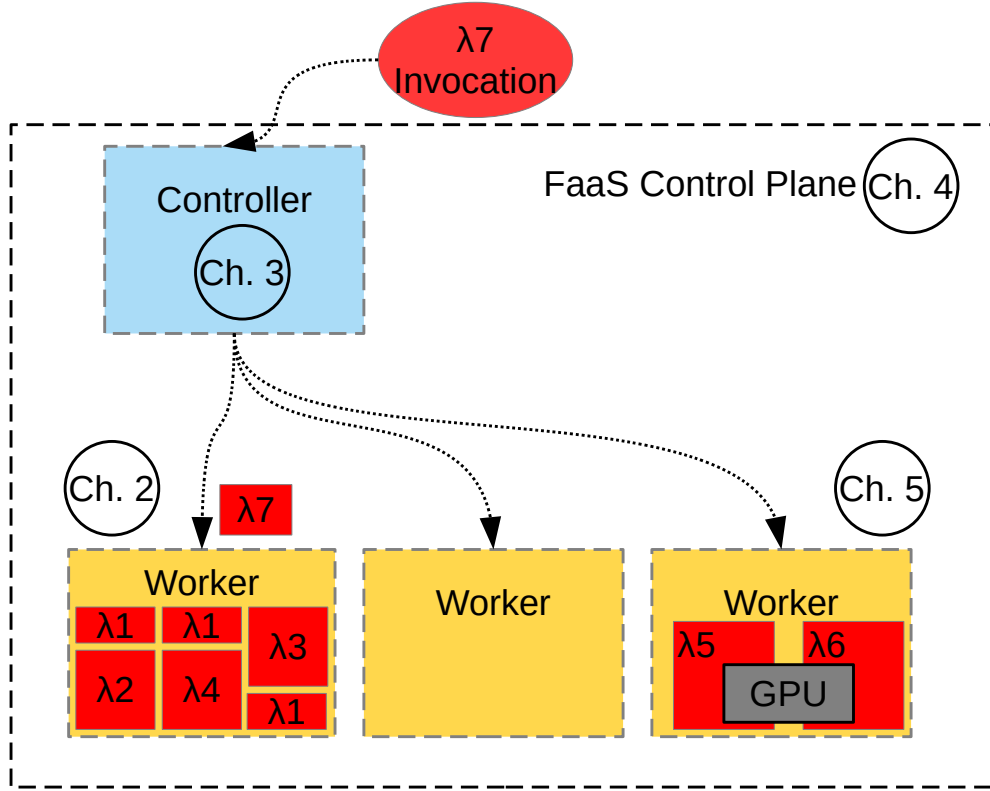 λ7
Invocation
FaaS Control Plane
Ch. 4
Controller
Ch. 3
Ch. 2
λ7
Ch. 5
Worker
λ1
λ1
λ3
λ2
λ4
λ1
Worker
Worker
λ5
λ6
GPU